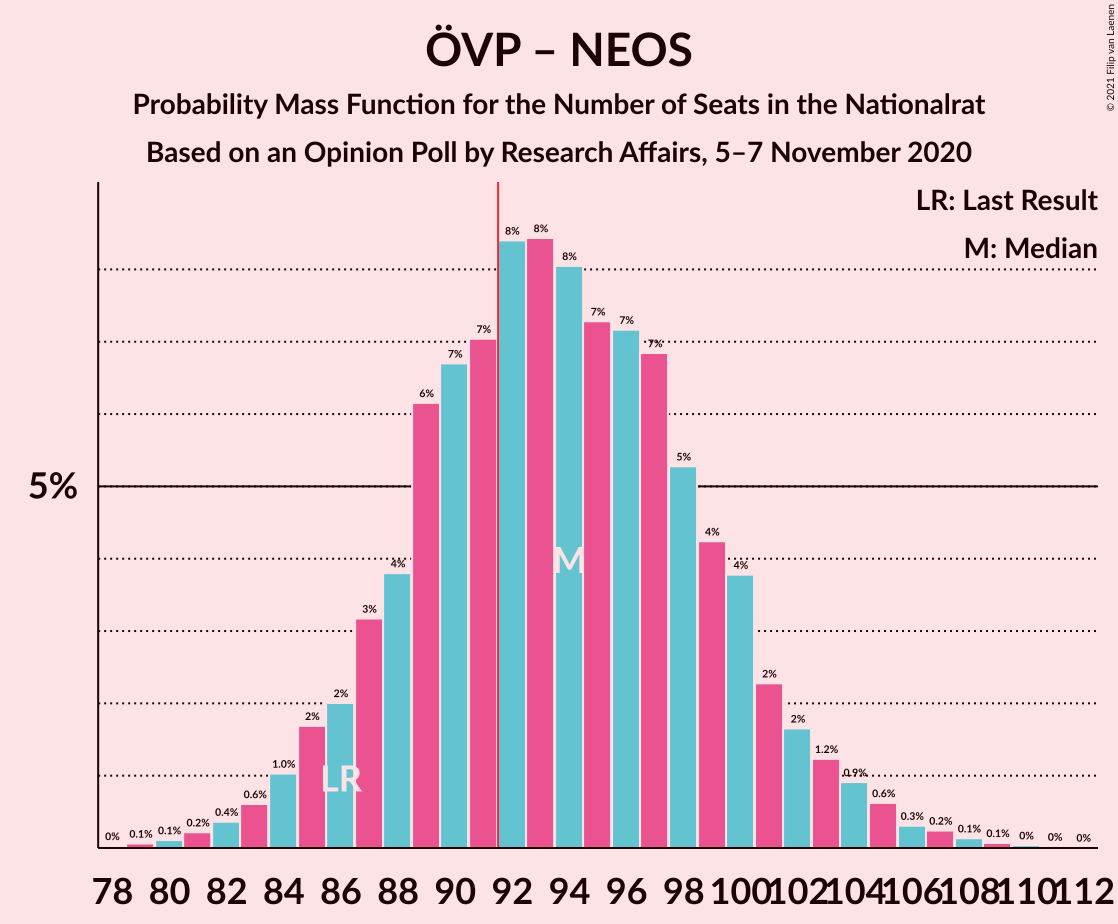 ÖVP – NEOS
Probability Mass Function for the Number of Seats in the Nationalrat
Based on an Opinion Poll by Research Affairs, 5–7 November 2020
© 2021 Filip van Laenen
LR: Last Result
M: Median
5%
0% 0.1% 0.1% 0.2% 0.4% 0.6% 1.0% 2% 2% 3% 4% 6% 7% 7% 8% 8% 8% 7% 7% 7% 5% 4% 4% 2% 2% 1.2% 0.9% 0.6% 0.3% 0.2% 0.1% 0.1% 0% 0% 0%
M
LR
78 80 82 84 86 88 90 92 94 96 98 100 102 104 106 108 110 112